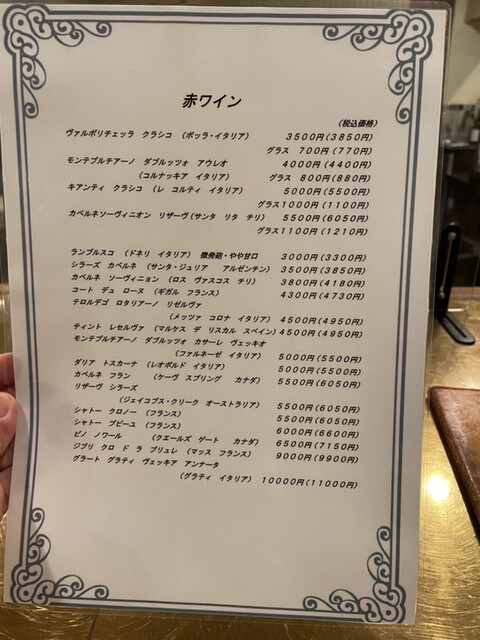 赤ワイン
(税込価格)
ヴァルポリチェッラ クラシコ (ボッラ・イタリア) 3500円(3850円)
グラス 700円(770円)
モンテプルチアーノ ダブルッツォ アウレオ 4000円(4400円)
(コルナッキア イタリア) グラス 800円(880円)
キアンティ クラシコ (レ コルティ イタリア) 5000円(5500円)
グラス1000円(1100円)
カベルネソーヴィニオン リザーヴ(サンタ リタ チリ) 5500円(6050円)
グラス1100円(1210円)
ランブルスコ (ドネリ イタリア) 微発砲・やや甘口 3000円(3300円)
シラーズ カベルネ (サンタ・ジュリア アルゼンチン) 3500円(3850円)
カベルネ ソーヴィニョン (ロス ヴァスコス チリ) 3800円(4180円)
コート デュ ローヌ (ギガル フランス) 4300円(4730円)
テロルデゴ ロタリアーノ リゼルヴァ
(メッツァ コロナ イタリア) 4500円(4950円)
ティント レセルヴァ (マルケス デ リスカル スペイン) 4500円(4950円)
モンテプルチアーノ ダブルッツオ カサーレ ヴェッキオ
(ファルネーゼ イタリア) 5000円(5500円)
ダリア トスカーナ (レオポルド イタリア) 5000円(5500円)
カベルネ フラン (ケーヴ スプリング カナダ) 5500円(6050円)
リザーヴ シラーズ
(ジェイコブス・クリーク オーストラリア) 5500円(6050円)
シャトー クロノー (フランス) 5500円(6050円)
シャトー プピーユ (フランス) 6000円(6600円)
ピノ ノワール (クエールズ ゲート カナダ) 6500円(7150円)
ジブリ クロ ド ラ ブリュレ (マッス フランス) 9000円(9900円)
グラート グラティ ヴェッキア アンナータ
(グラティ イタリア) 10000円(11000円)